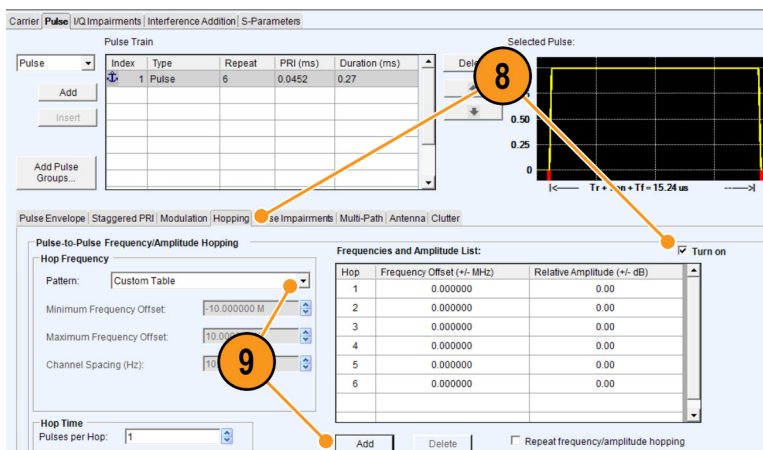 Carrier Pulse I/Q Impairments Interference Addition S-Parameters
Pulse Train
Selected Pulse:
Pulse
Index Type Repeat PRI (ms) Duration (ms)
1 Pulse 6 0.0452 0.27
Add
Insert
Add Pulse
Groups...
8
0.50
0.25
0
Tf = 15.24 us
Pulse Envelope Staggered PRI Modulation Hopping Impairments Multi-Path Antenna Clutter
Pulse-to-Pulse Frequency/Amplitude Hopping
Hop Frequency
Pattern: Custom Table
Minimum Frequency Offset: -10.000000 M
Maximum Frequency Offset:
Channel Spacing (Hz):
9
Hop Time
Pulses per Hop: 1
Frequencies and Amplitude List:
Turn on
Hop Frequency Offset (+/- MHz) Relative Amplitude (+/- dB)
1 0.000000 0.00
2 0.000000 0.00
3 0.000000 0.00
4 0.000000 0.00
5 0.000000 0.00
6 0.000000 0.00
Add Delete Repeat frequency/amplitude hopping